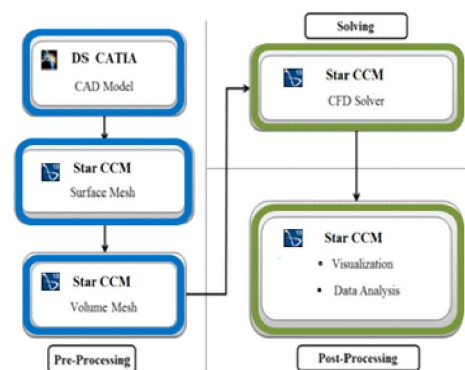 DS CATIA
CAD Model
Star CCM
Surface Mesh
Star CCM
Volume Mesh
Pre-Processing
Solving
Star CCM
CFD Solver
Star CCM
• Visualization
▪ Data Analysis
Post-Processing